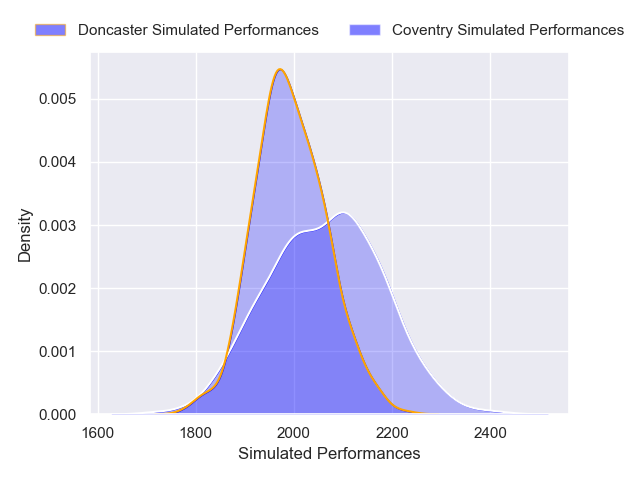 Doncaster Simulated Performances Coventry Simulated Performances
0.005
0.004
0.003
0.002
0.001
0.000
Density
1600 1800 2000 2200 2400
Simulated Performances